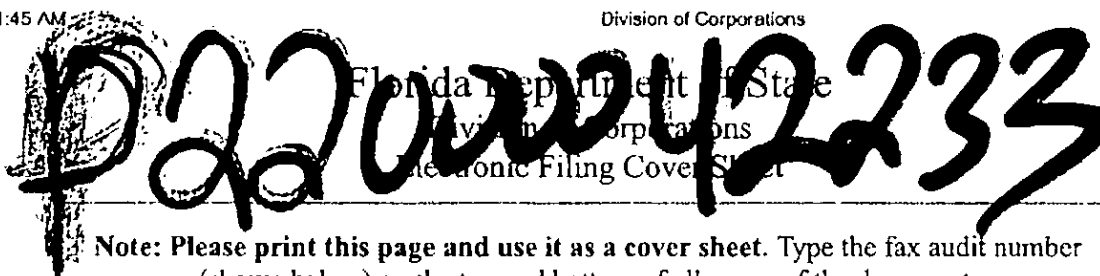 1:45 AM Division of Corporations
P22000042233
Florida Department of State
Division of Corporations
Electronic Filing Cover Sheet
Note: Please print this page and use it as a cover sheet. Type the fax audit number